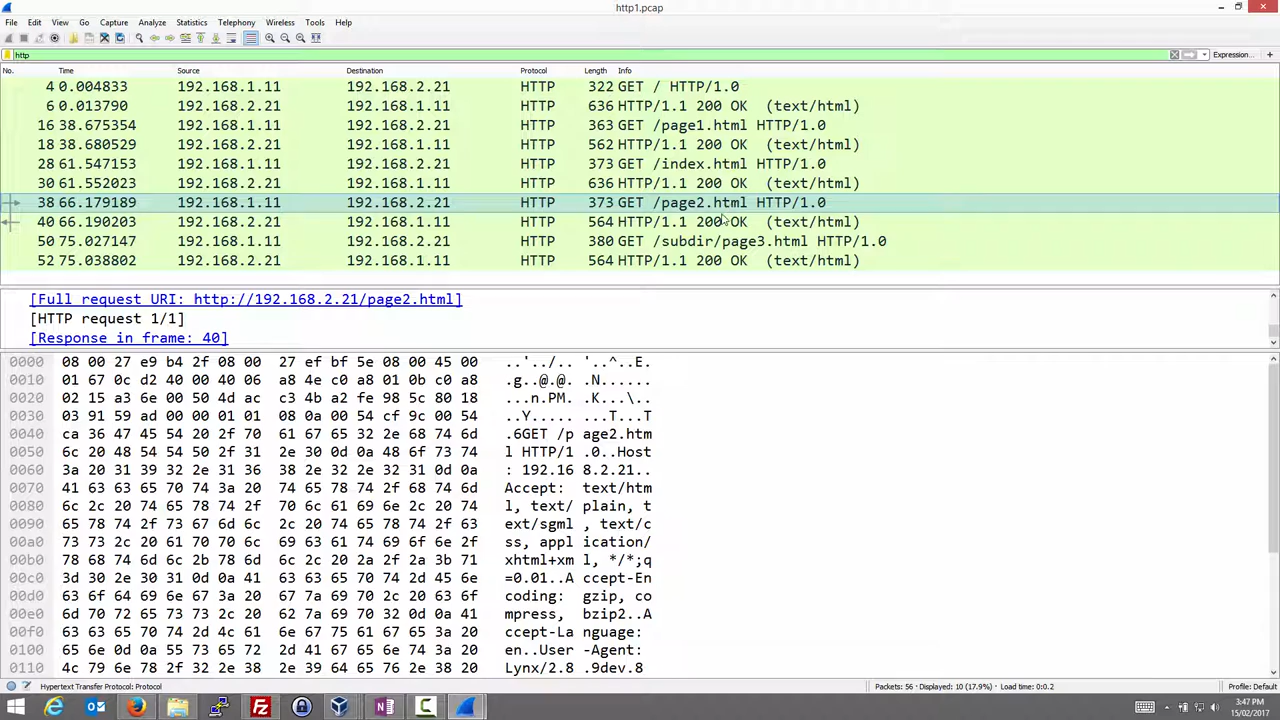 http1.pcap
File Edit View Go Capture Analyze Statistics Telephony Wireless Tools Help
http Expression... +
No. Time Source Destination Protocol Length Info
4 0.004833 192.168.1.11 192.168.2.21 HTTP 322 GET / HTTP/1.0
6 0.013790 192.168.2.21 192.168.1.11 HTTP 636 HTTP/1.1 200 OK (text/html)
16 38.675354 192.168.1.11 192.168.2.21 HTTP 363 GET /page1.html HTTP/1.0
18 38.680529 192.168.2.21 192.168.1.11 HTTP 562 HTTP/1.1 200 OK (text/html)
28 61.547153 192.168.1.11 192.168.2.21 HTTP 373 GET /index.html HTTP/1.0
30 61.552023 192.168.2.21 192.168.1.11 HTTP 636 HTTP/1.1 200 OK (text/html)
38 66.179189 192.168.1.11 192.168.2.21 HTTP 373 GET /page2.html HTTP/1.0
40 66.190203 192.168.2.21 192.168.1.11 HTTP 564 HTTP/1.1 200 OK (text/html)
50 75.027147 192.168.1.11 192.168.2.21 HTTP 380 GET /subdir/page3.html HTTP/1.0
52 75.038802 192.168.2.21 192.168.1.11 HTTP 564 HTTP/1.1 200 OK (text/html)
[Full request URI: http://192.168.2.21/page2.html]
[HTTP request 1/1]
[Response in frame: 40]
0000 08 00 27 e9 b4 2f 08 00 27 ef bf 5e 08 00 45 00 ..'../.. '..^..E.
0010 01 67 0c d2 40 00 40 06 a8 4e c0 a8 01 0b c0 a8 .g..@.@. .N......
0020 02 15 a3 6e 00 50 4d ac c3 4b a2 fe 98 5c 80 18 ...n.PM. .K...\..
0030 03 91 59 ad 00 00 01 01 08 0a 00 54 cf 9c 00 54 ..Y..... ...T...T
0040 ca 36 47 45 54 20 2f 70 61 67 65 32 2e 68 74 6d .6GET /p age2.htm
0050 6c 20 48 54 54 50 2f 31 2e 30 0d 0a 48 6f 73 74 l HTTP/1 .0..Host
0060 3a 20 31 39 32 2e 31 36 38 2e 32 2e 32 31 0d 0a : 192.16 8.2.21..
0070 41 63 63 65 70 74 3a 20 74 65 78 74 2f 68 74 6d Accept: text/htm
0080 6c 2c 20 74 65 78 74 2f 70 6c 61 69 6e 2c 20 74 l, text/ plain, t
0090 65 78 74 2f 73 67 6d 6c 2c 20 74 65 78 74 2f 63 ext/sgml , text/c
00a0 73 73 2c 20 61 70 70 6c 69 63 61 74 69 6f 6e 2f ss, appl ication/
00b0 78 68 74 6d 6c 2b 78 6d 6c 2c 20 2a 2f 2a 3b 71 xhtml+xm l, */*;q
00c0 3d 30 2e 30 31 0d 0a 41 63 63 65 70 74 2d 45 6e =0.01..A ccept-En
00d0 63 6f 64 69 6e 67 3a 20 67 7a 69 70 2c 20 63 6f coding: gzip, co
00e0 6d 70 72 65 73 73 2c 20 62 7a 69 70 32 0d 0a 41 mpress, bzip2..A
00f0 63 63 65 70 74 2d 4c 61 6e 67 75 61 67 65 3a 20 ccept-La nguage:
0100 65 6e 0d 0a 55 73 65 72 2d 41 67 65 6e 74 3a 20 en..User -Agent:
0110 4c 79 6e 78 2f 32 2e 38 2e 39 64 65 76 2e 38 20 Lynx/2.8 .9dev.8
Hypertext Transfer Protocol: Protocol Packets: 56 · Displayed: 10 (17.9%) · Load time: 0:0.2 Profile: Default
3:47 PM
15/02/2017